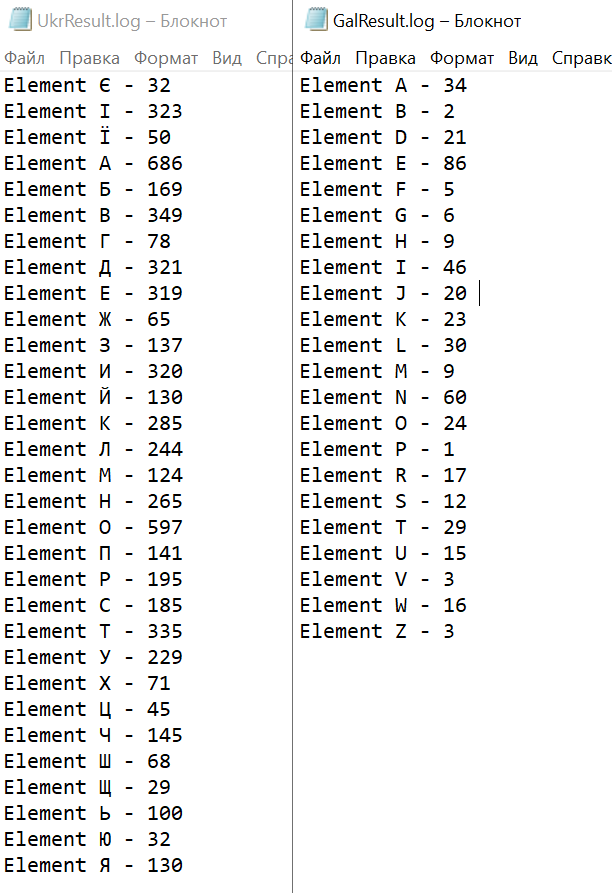 UkrResult.log – Блокнот
Файл Правка Формат Вид Спра
Element Є - 32
Element І - 323
Element Ї - 50
Element А - 686
Element Б - 169
Element В - 349
Element Г - 78
Element Д - 321
Element Е - 319
Element Ж - 65
Element З - 137
Element И - 320
Element Й - 130
Element К - 285
Element Л - 244
Element М - 124
Element Н - 265
Element О - 597
Element П - 141
Element Р - 195
Element С - 185
Element Т - 335
Element У - 229
Element Х - 71
Element Ц - 45
Element Ч - 145
Element Ш - 68
Element Щ - 29
Element Ь - 100
Element Ю - 32
Element Я - 130
GalResult.log – Блокнот
Файл Правка Формат Вид Справк
Element A - 34
Element B - 2
Element D - 21
Element E - 86
Element F - 5
Element G - 6
Element H - 9
Element I - 46
Element J - 20
Element K - 23
Element L - 30
Element M - 9
Element N - 60
Element O - 24
Element P - 1
Element R - 17
Element S - 12
Element T - 29
Element U - 15
Element V - 3
Element W - 16
Element Z - 3